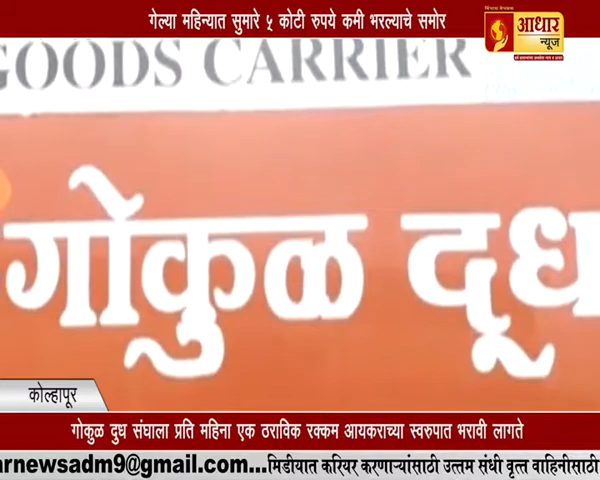 गेल्या महिन्यात सुमारे ५ कोटी रुपये कमी भरल्याचे समोर
आधार
न्यूज
GOODS CARRIER
गोकुळ दूध
कोल्हापूर
गोकुळ दुध संघाला प्रति महिना एक ठराविक रक्कम आयकराच्या स्वरुपात भरावी लागते
arnewsadm9@gmail.com...मिडीयात करियर करणाऱ्यांसाठी उत्तम संधी वृत्त वाहिनीसाठी